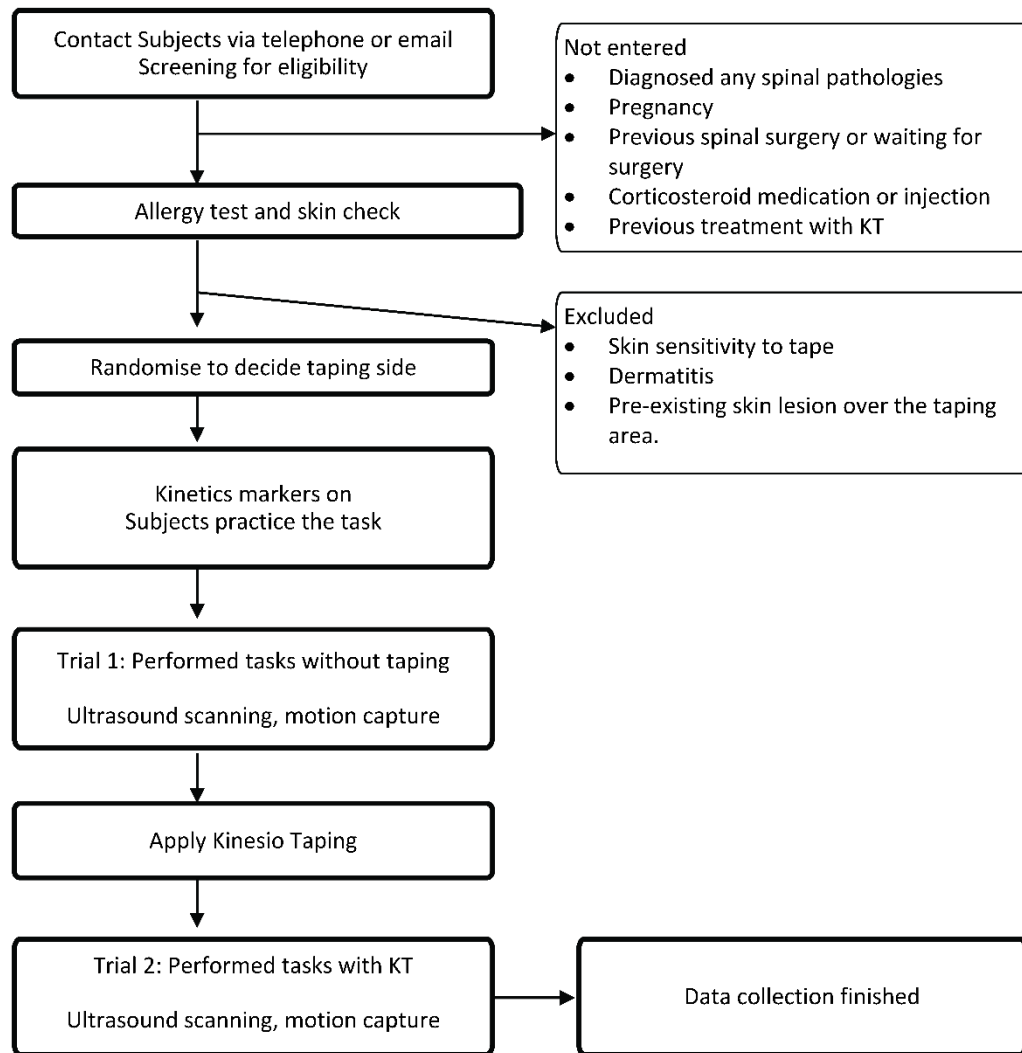 Contact Subjects via telephone or email
Screening for eligibility
Not entered
● Diagnosed any spinal pathologies
● Pregnancy
● Previous spinal surgery or waiting for
surgery
● Corticosteroid medication or injection
● Previous treatment with KT
Allergy test and skin check
Excluded
● Skin sensitivity to tape
● Dermatitis
● Pre-existing skin lesion over the taping
area.
Randomise to decide taping side
Kinetics markers on
Subjects practice the task
Trial 1: Performed tasks without taping
Ultrasound scanning, motion capture
Apply Kinesio Taping
Trial 2: Performed tasks with KT
Ultrasound scanning, motion capture
Data collection finished